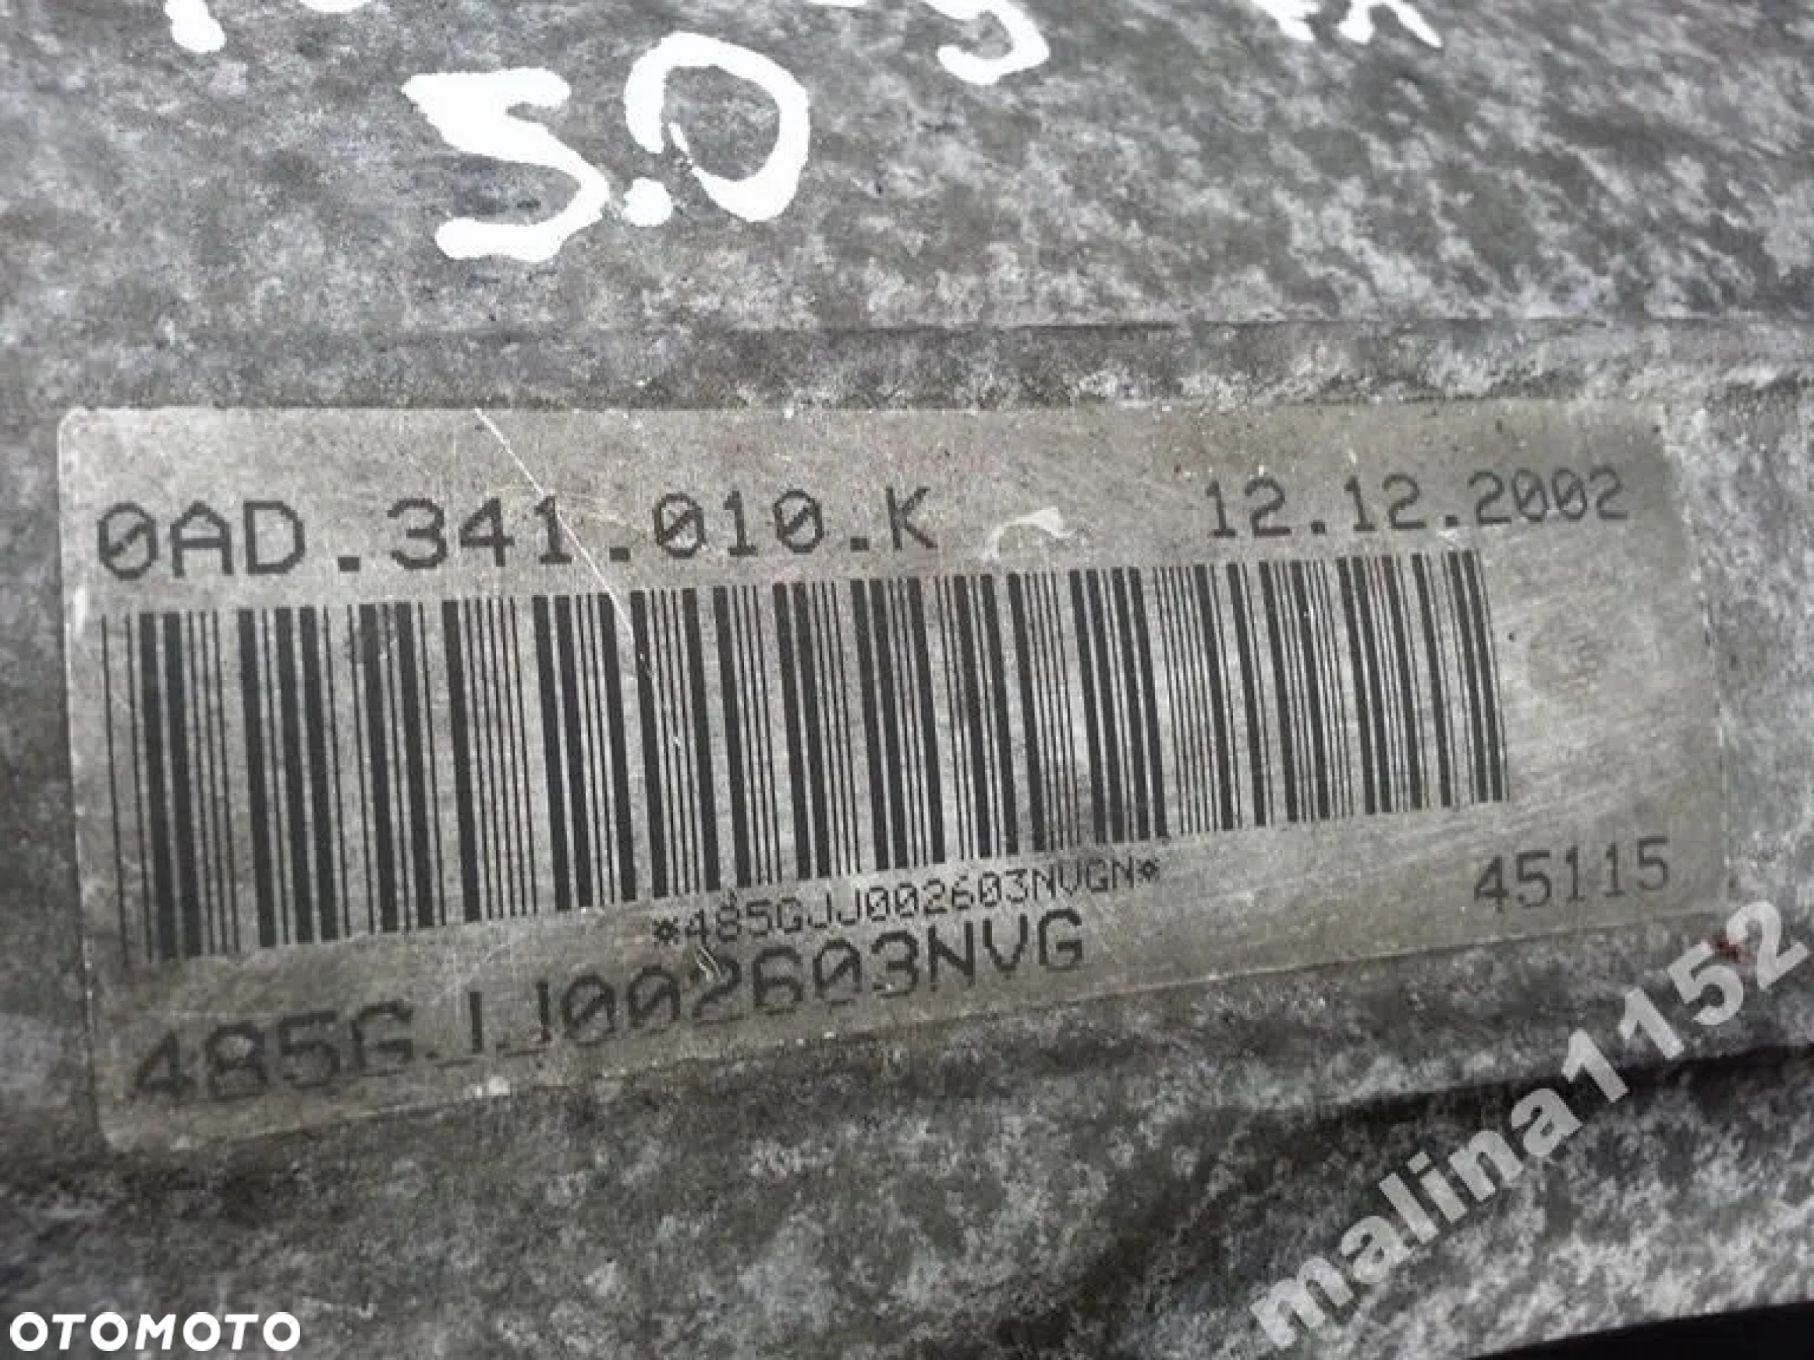 5.0
0AD.341.010.K 12.12.2002
*485GJJ002603NVGN* 45115
485GJJ002603NVG
malina1152
OTOMOTO